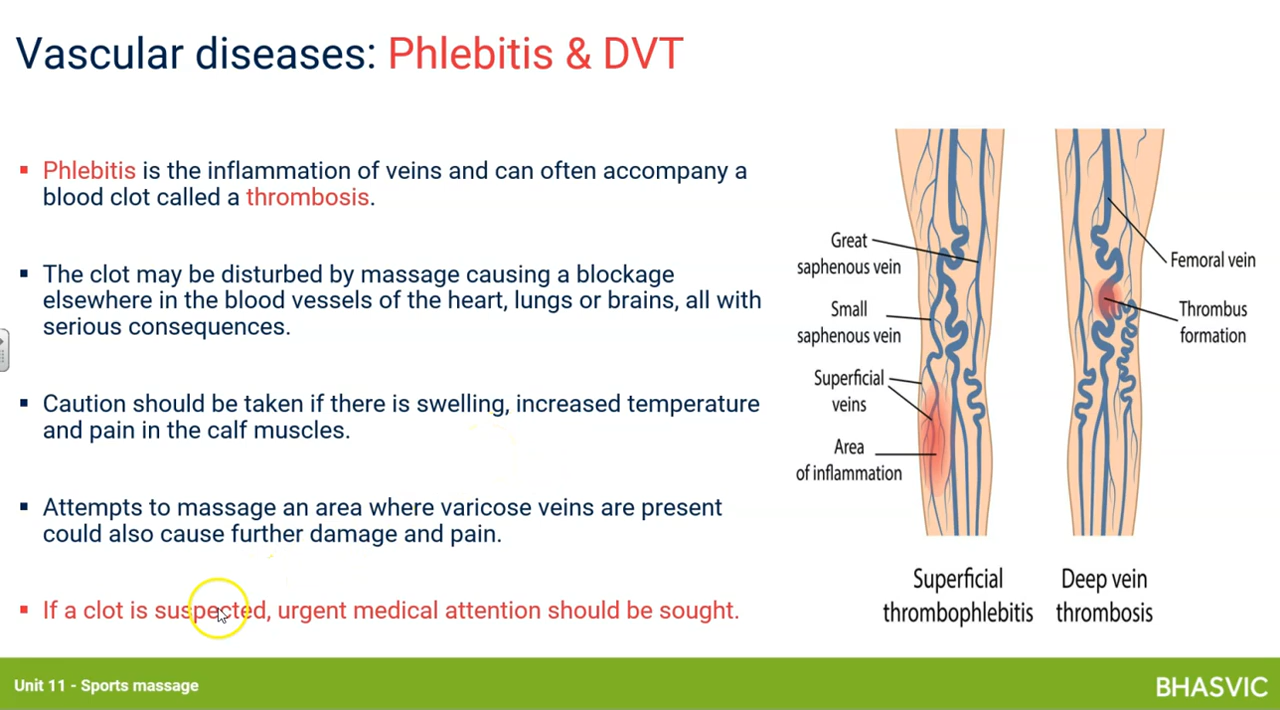 Vascular diseases: Phlebitis & DVT
Phlebitis is the inflammation of veins and can often accompany a
blood clot called a thrombosis.
The clot may be disturbed by massage causing a blockage
elsewhere in the blood vessels of the heart, lungs or brains, all with
serious consequences.
Caution should be taken if there is swelling, increased temperature
and pain in the calf muscles.
Attempts to massage an area where varicose veins are present
could also cause further damage and pain.
If a clot is suspected, urgent medical attention should be sought.
Great
saphenous vein
Small
saphenous vein
Superficial
veins
Area
of inflammation
Superficial
thrombophlebitis
Femoral vein
Thrombus
formation
Deep vein
thrombosis
Unit 11 - Sports massage
BHASVIC